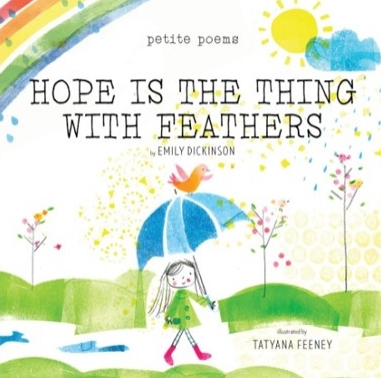 petite poems
HOPE IS THE THING
WITH FEATHERS
by EMILY DICKINSON
illustrated by
TATYANA FEENEY